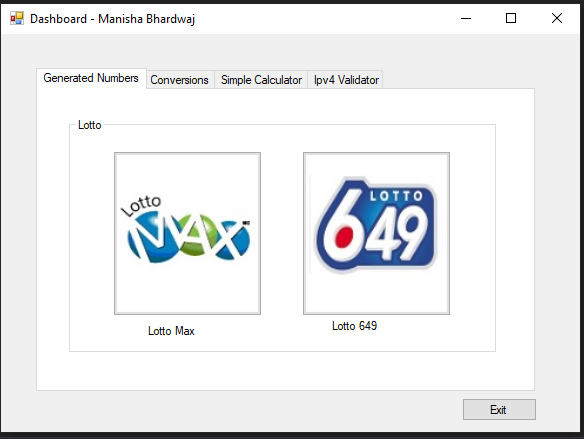 Dashboard - Manisha Bhardwaj
Generated Numbers Conversions Simple Calculator Ipv4 Validator
Lotto
Lotto
MAX
LOTTO
649
Lotto Max
Lotto 649
Exit